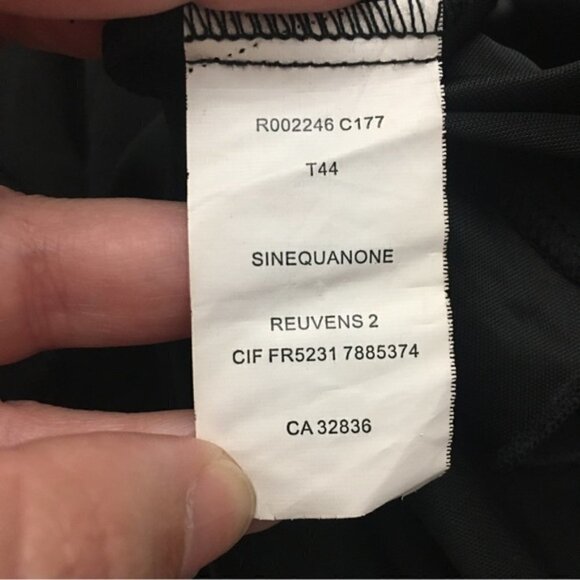 R002246 C177
T44
SINEQUANONE
REUVENS 2
CIF FR5231 7885374
CA 32836